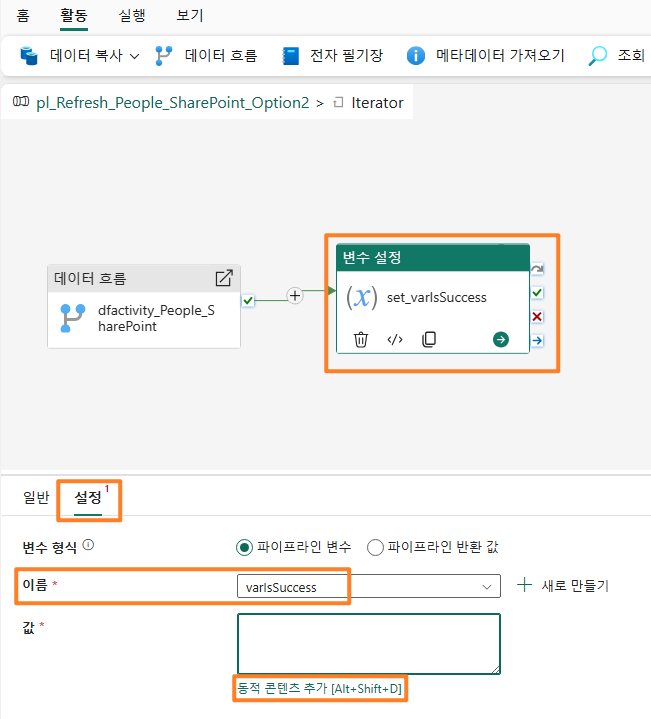 홈 활동 실행 보기
데이터 복사 데이터 흐름 전자 필기장 메타데이터 가져오기 조회
pl_Refresh_People_SharePoint_Option2 > Iterator
변수 설정
데이터 흐름
(x) set_varIsSuccess
dfactivity_People_S
harePoint
일반 설정 1
변수 형식 파이프라인 변수 파이프라인 반환 값
이름 * varIsSuccess 새로 만들기
값 *
동적 콘텐츠 추가 [Alt+Shift+D]